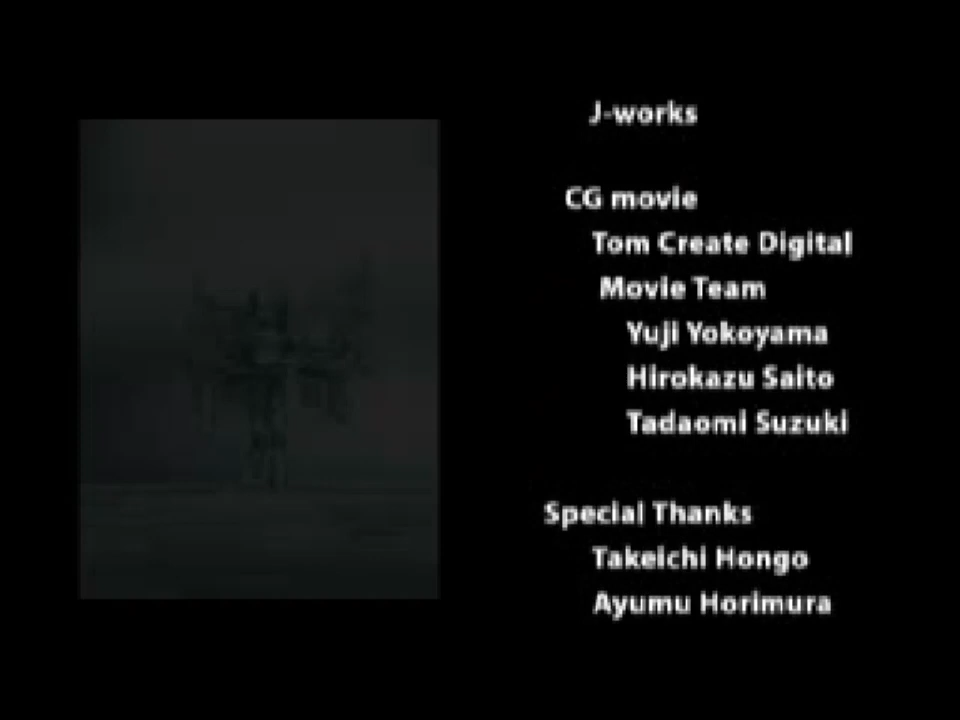 J-works
CG movie
Tom Create Digital
Movie Team
Yuji Yokoyama
Hirokazu Saito
Tadaomi Suzuki
Special Thanks
Takeichi Hongo
Ayumu Horimura